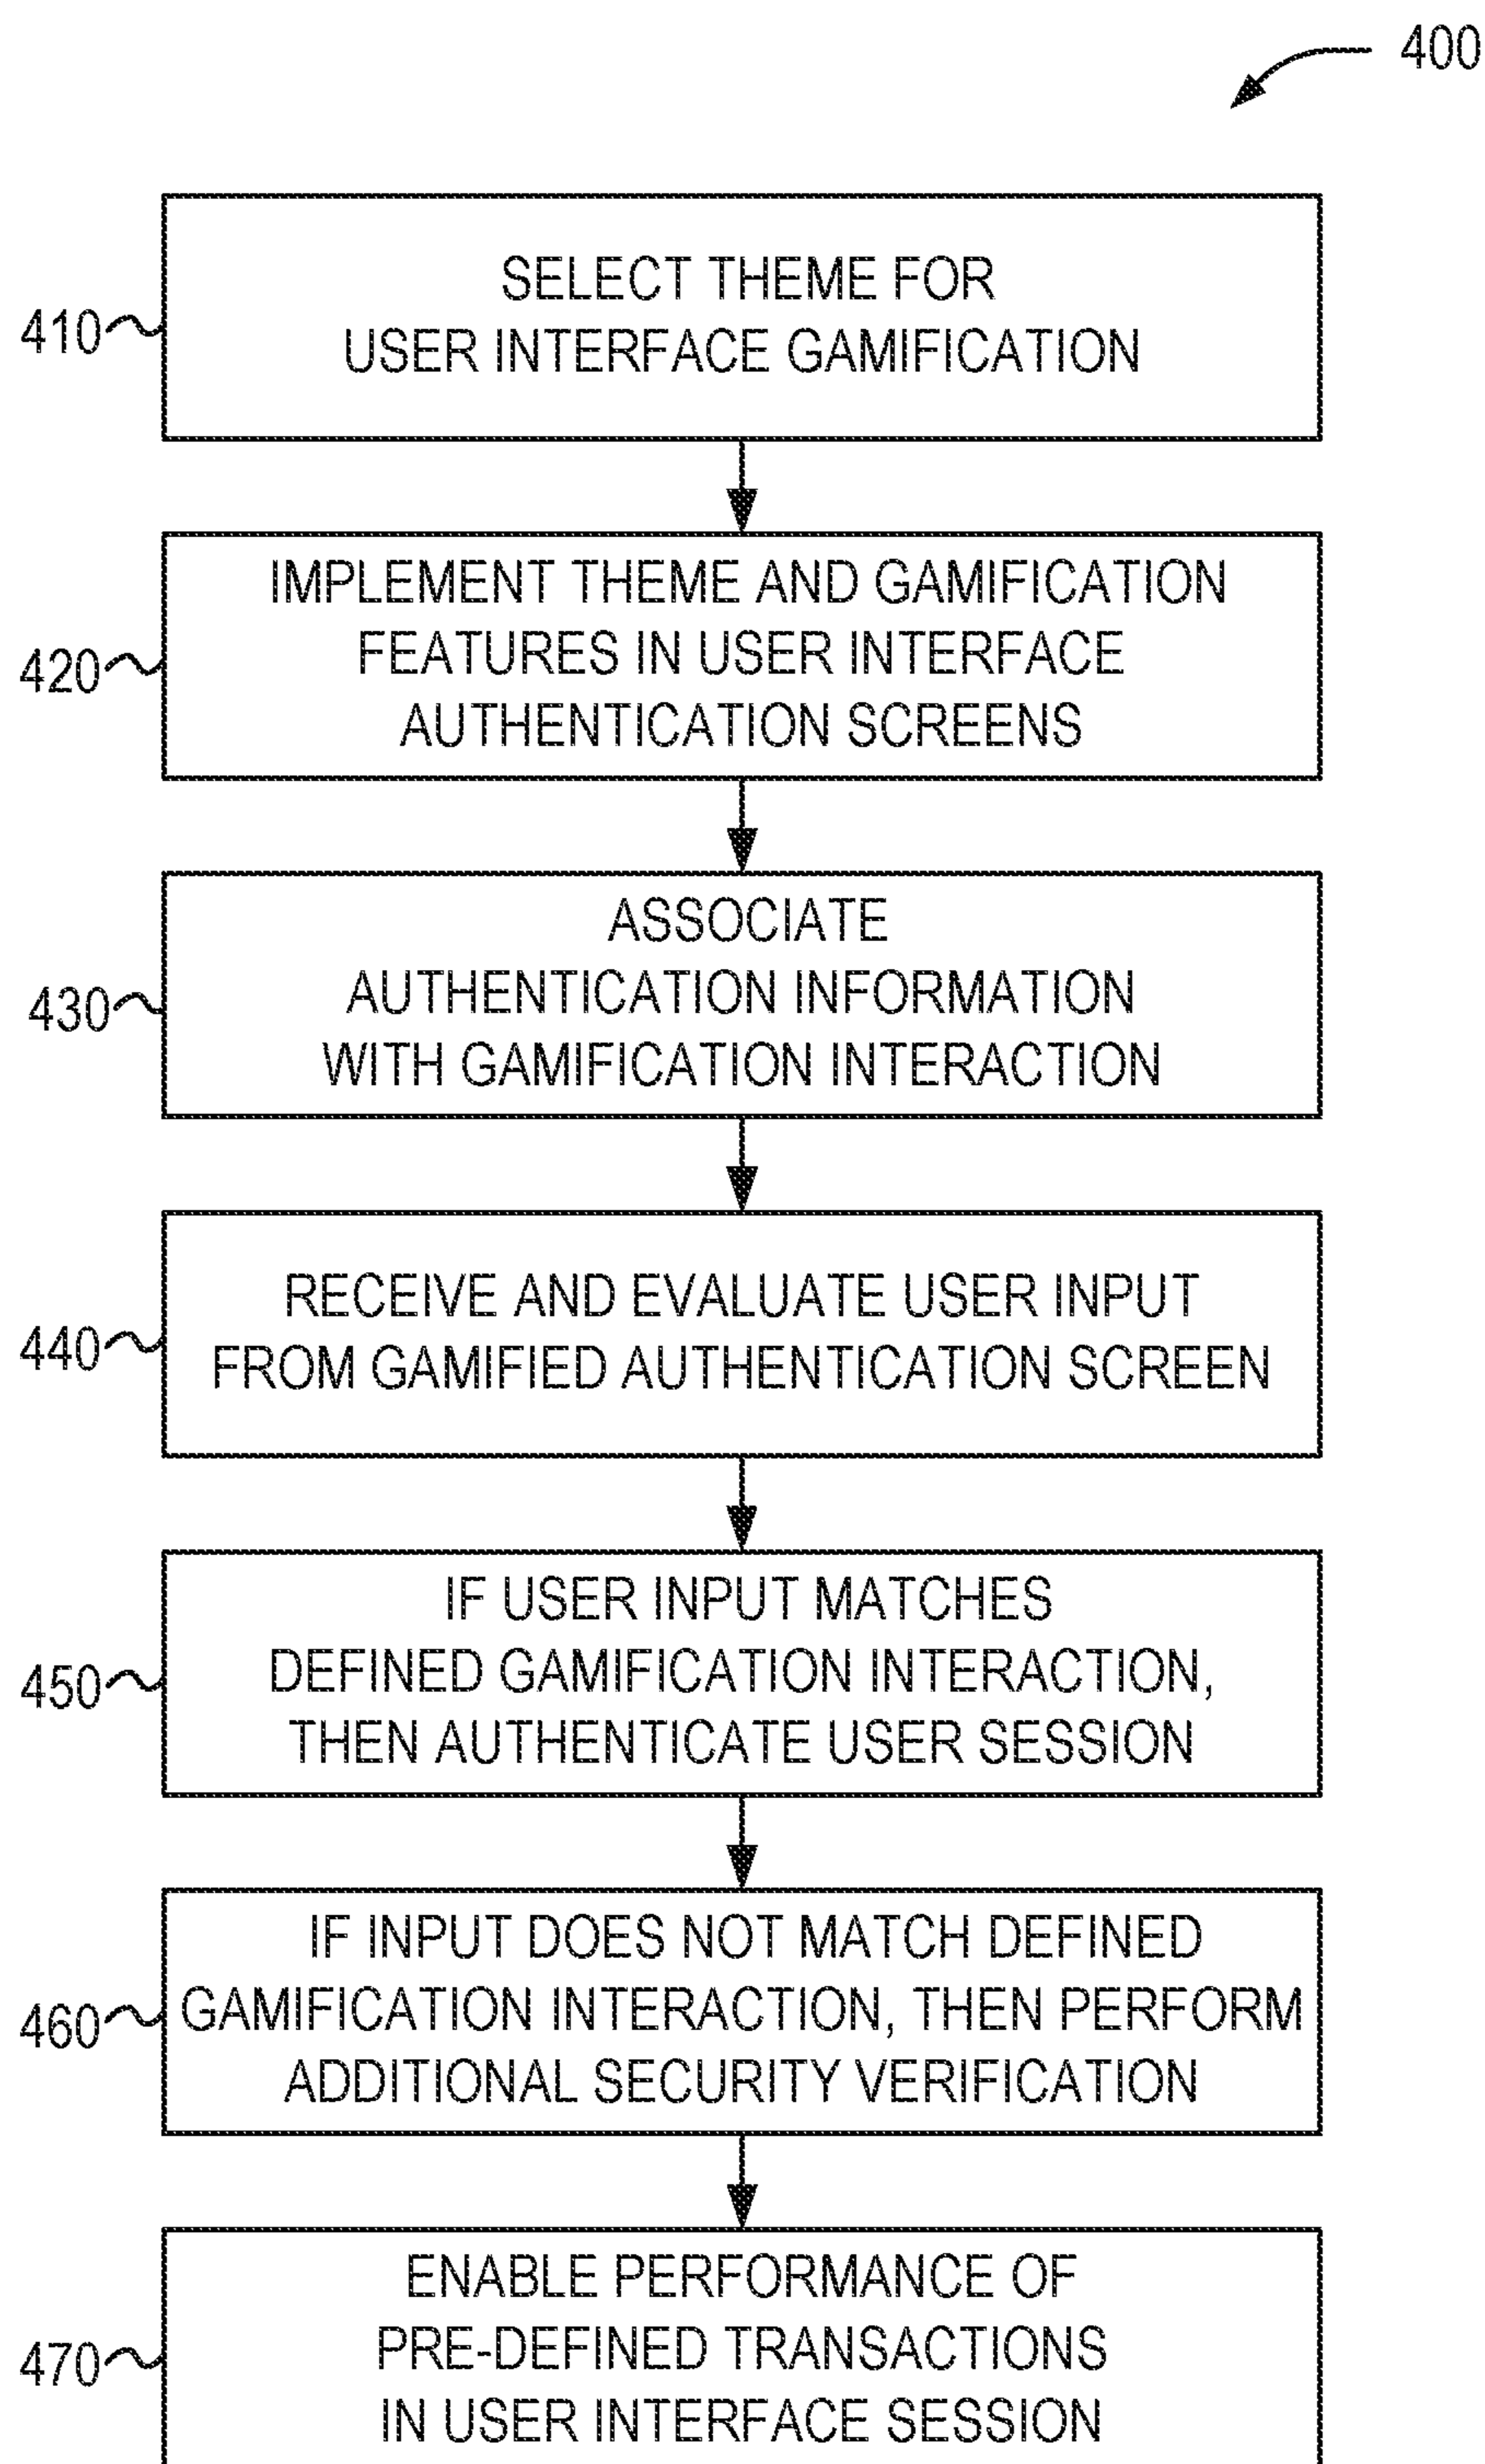 400
SELECT THEME FOR
USER INTERFACE GAMIFICATION
410
IMPLEMENT THEME AND GAMIFICATION
FEATURES IN USER INTERFACE
AUTHENTICATION SCREENS
420
ASSOCIATE
AUTHENTICATION INFORMATION
WITH GAMIFICATION INTERACTION
430
RECEIVE AND EVALUATE USER INPUT
FROM GAMIFIED AUTHENTICATION SCREEN
440
IF USER INPUT MATCHES
DEFINED GAMIFICATION INTERACTION,
THEN AUTHENTICATE USER SESSION
450
IF INPUT DOES NOT MATCH DEFINED
GAMIFICATION INTERACTION, THEN PERFORM
ADDITIONAL SECURITY VERIFICATION
460
ENABLE PERFORMANCE OF
PRE-DEFINED TRANSACTIONS
IN USER INTERFACE SESSION
470